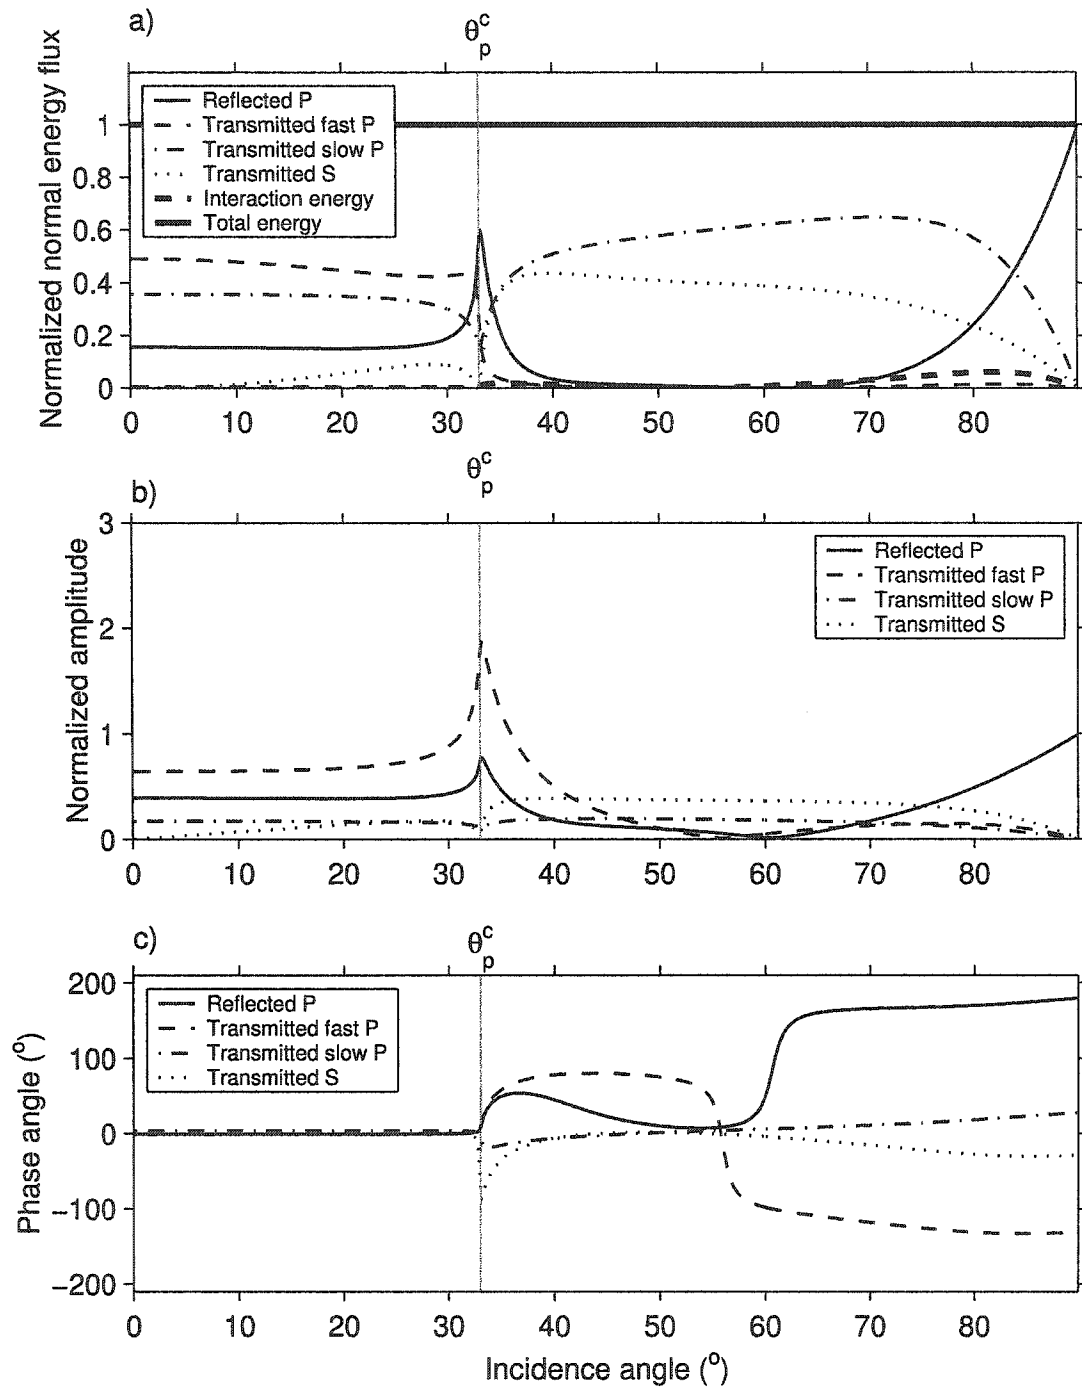 a)
θpc
Normalized normal energy flux
1
0.8
0.6
0.4
0.2
0
Reflected P
Transmitted fast P
Transmitted slow P
Transmitted S
Interaction energy
Total energy
0 10 20 30 40 50 60 70 80
b)
θpc
Normalized amplitude
3
2
1
0
Reflected P
Transmitted fast P
Transmitted slow P
Transmitted S
0 10 20 30 40 50 60 70 80
c)
θpc
Phase angle (o)
200
100
0
−100
−200
Reflected P
Transmitted fast P
Transmitted slow P
Transmitted S
0 10 20 30 40 50 60 70 80
Incidence angle (o)